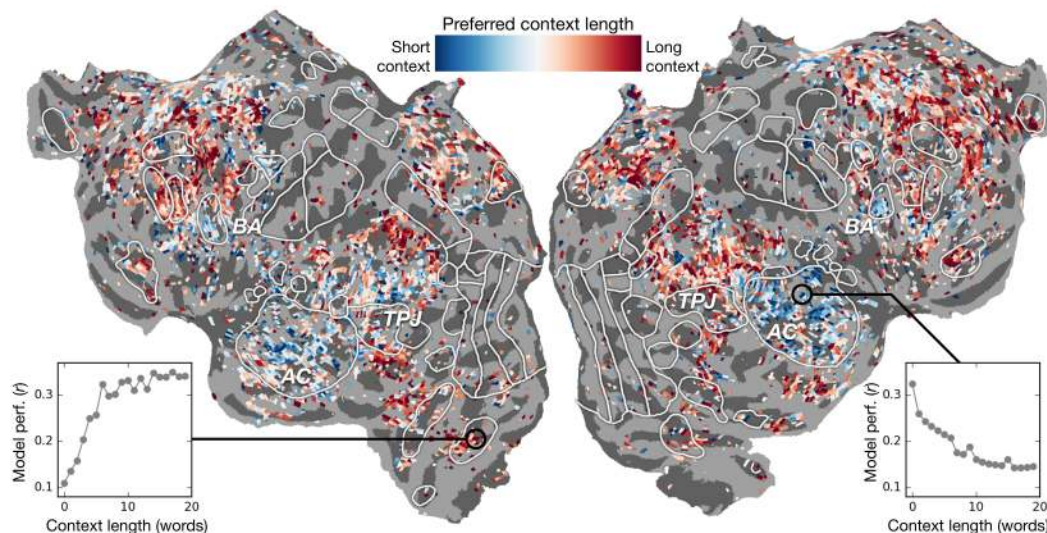 Preferred context length
Short
context
Long
context
BA
BA
TPJ
TPJ
AC
AC
Model perf. (r)
0.3
0.2
0.1
0
10
20
Context length (words)
Model perf. (r)
0.3
0.2
0.1
0
10
20
Context length (words)